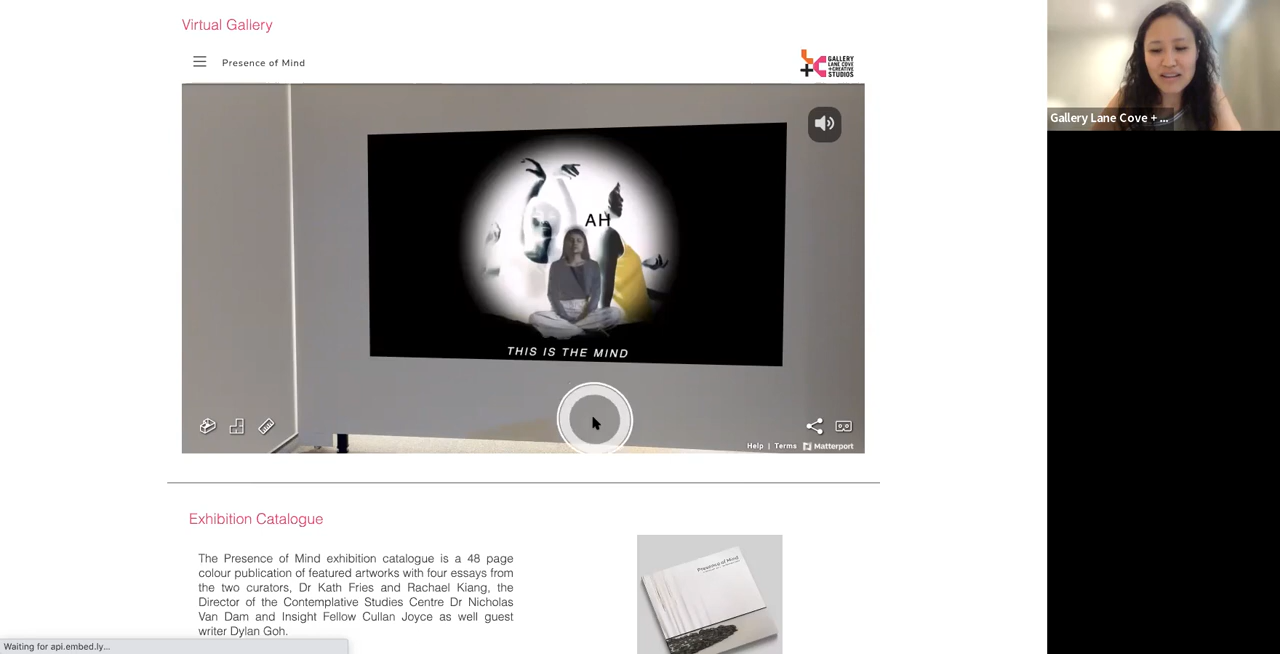 Virtual Gallery
Presence of Mind
GALLERY
LANE COVE
+CREATIVE
STUDIOS
Gallery Lane Cove + ...
AH
THIS IS THE MIND
Help | Terms Matterport
Exhibition Catalogue
The Presence of Mind exhibition catalogue is a 48 page
colour publication of featured artworks with four essays from
the two curators, Dr Kath Fries and Rachael Kiang, the
Director of the Contemplative Studies Centre Dr Nicholas
Van Dam and Insight Fellow Cullan Joyce as well guest
writer Dylan Goh.
Presence of Mind
Waiting for api.embed.ly...